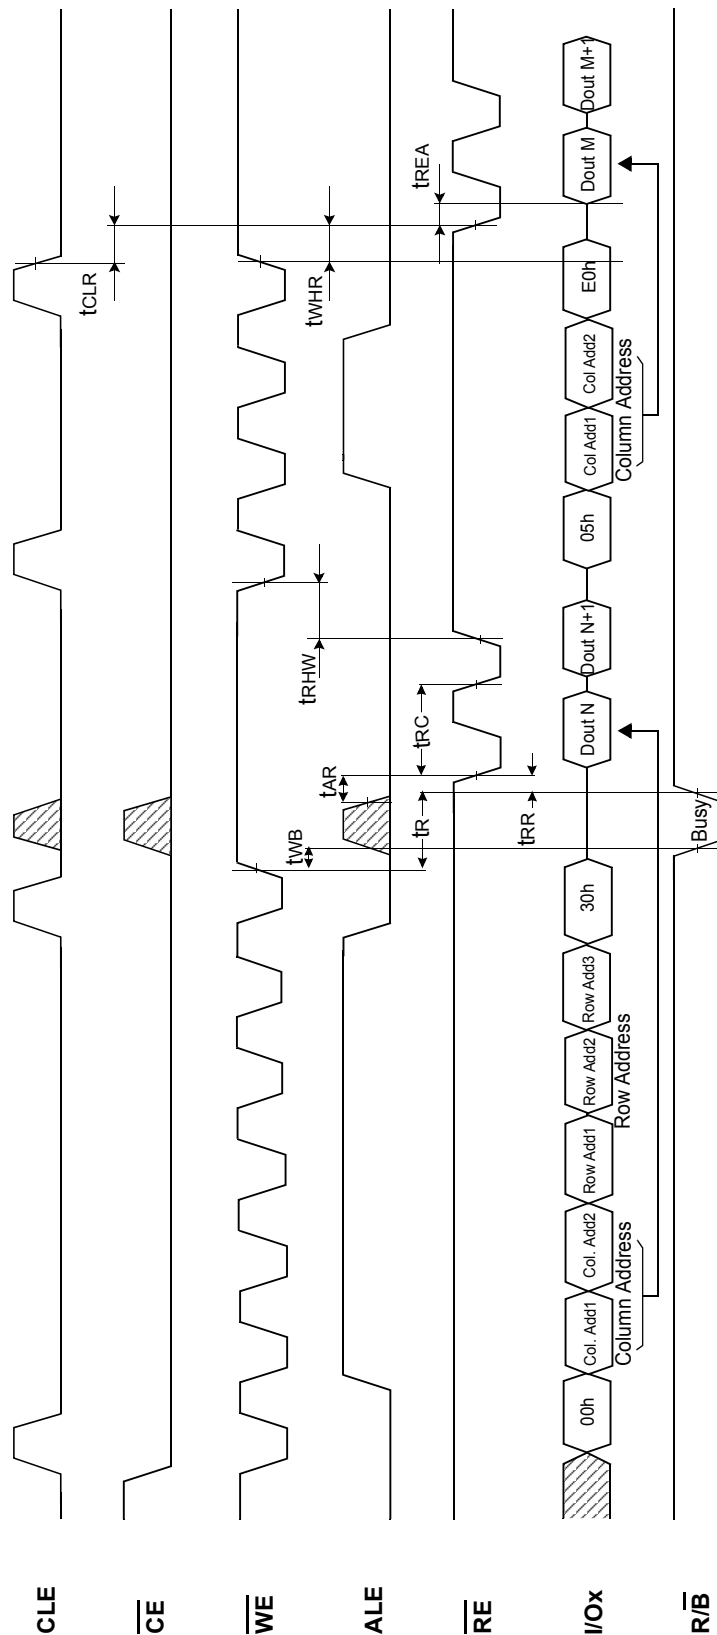 CLE
CE
WE
ALE
RE
I/Ox
R/B
tCLR
tWHR
tREA
tRHW
tWB
tAR
tR
tRC
tRR
00h
Col. Add1
Col. Add2
Row Add1
Row Add2
Row Add3
30h
Dout N
Dout N+1
05h
Col Add1
Col Add2
E0h
Dout M
Dout M+1
Column Address
Row Address
Column Address
Busy